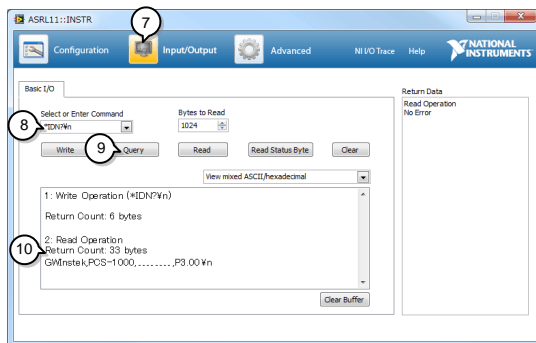 ASRL11::INSTR
7
Configuration Input/Output Advanced NI I/O Trace Help NATIONAL INSTRUMENTS
Basic I/O
Return Data
Read Operation
No Error
Select or Enter Command Bytes to Read
8 *IDN?¥n 1024
Write 9 Query Read Read Status Byte Clear
View mixed ASCII/hexadecimal
1: Write Operation (*IDN?¥n)
Return Count: 6 bytes
2: Read Operation
10 Return Count: 33 bytes
GWInstek,PCS-1000,........,P3.00¥n
Clear Buffer